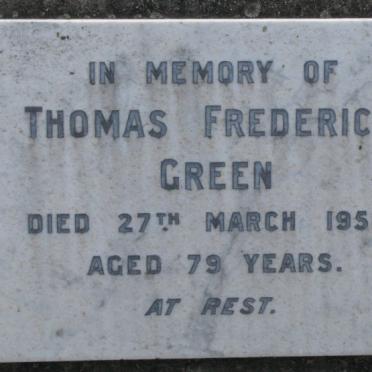 IN MEMORY OF
THOMAS FREDERIC
GREEN
DIED 27TH MARCH 195
AGED 79 YEARS.
AT REST.